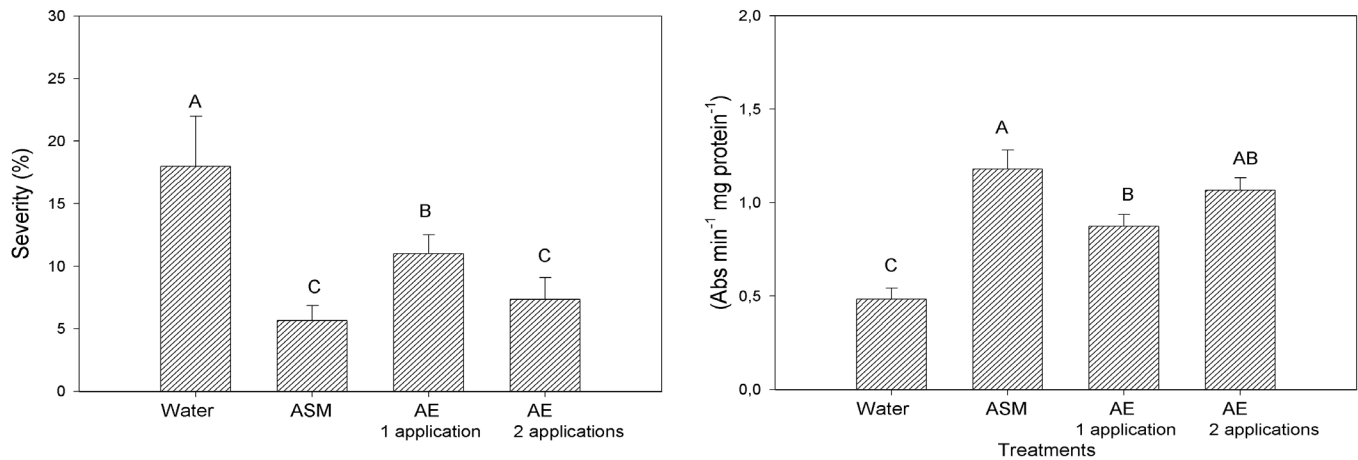 30
25
20
15
10
5
0
Severity (%)
A
C
B
C
Water
ASM
AE
1 application
AE
2 applications
2,0
1,5
1,0
0,5
0,0
(Abs min⁻¹ mg protein⁻¹)
C
A
B
AB
Water
ASM
AE
1 application
AE
2 applications
Treatments